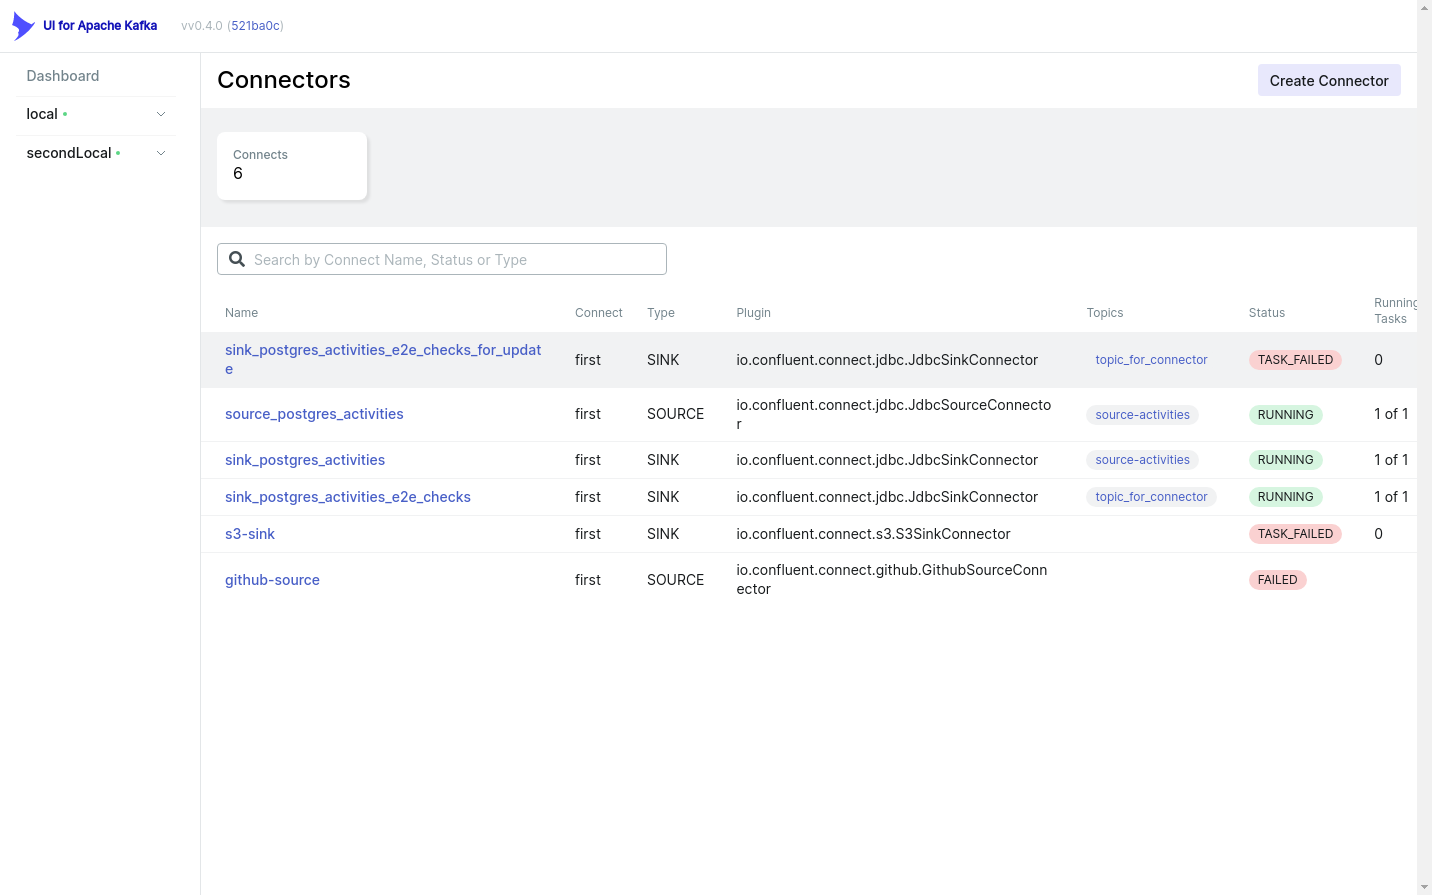 UI for Apache Kafka vv0.4.0 (521ba0c)
Dashboard
local
secondLocal
Connectors
Create Connector
Connects
6
Search by Connect Name, Status or Type
Name Connect Type Plugin Topics Status Running
Tasks
sink_postgres_activities_e2e_checks_for_updat
e first SINK io.confluent.connect.jdbc.JdbcSinkConnector topic_for_connector TASK_FAILED 0
source_postgres_activities first SOURCE io.confluent.connect.jdbc.JdbcSourceConnecto
r source-activities RUNNING 1 of 1
sink_postgres_activities first SINK io.confluent.connect.jdbc.JdbcSinkConnector source-activities RUNNING 1 of 1
sink_postgres_activities_e2e_checks first SINK io.confluent.connect.jdbc.JdbcSinkConnector topic_for_connector RUNNING 1 of 1
s3-sink first SINK io.confluent.connect.s3.S3SinkConnector TASK_FAILED 0
github-source first SOURCE io.confluent.connect.github.GithubSourceConn
ector FAILED